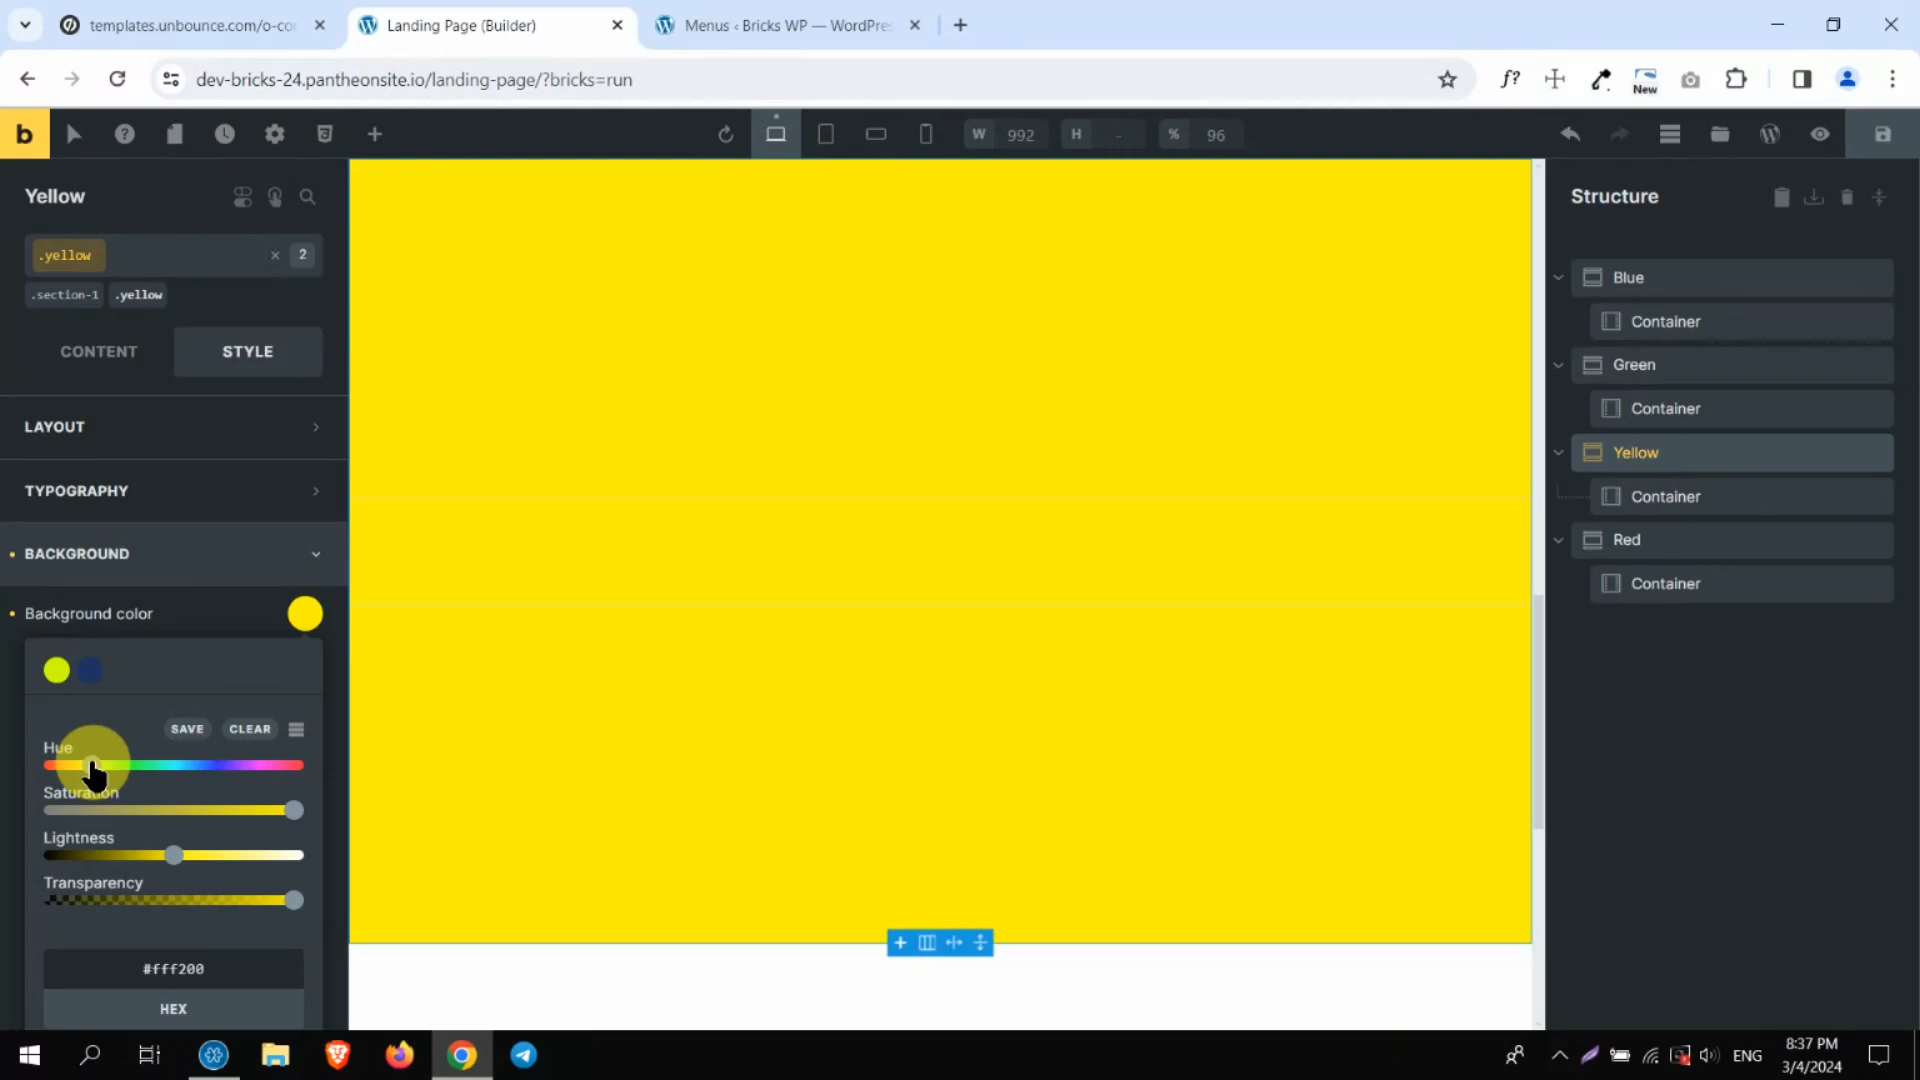 templates.unbounce.com/o-co
Landing Page (Builder)
Menus ‹ Bricks WP — WordPre
dev-bricks-24.pantheonsite.io/landing-page/?bricks=run
f?
New
b
W 992 H - % 96
Yellow
.yellow × 2
.section-1 .yellow
CONTENT STYLE
LAYOUT
TYPOGRAPHY
BACKGROUND
Background color
SAVE CLEAR
Hue
Saturation
Lightness
Transparency
#fff200
HEX
Structure
Blue
Container
Green
Container
Yellow
Container
Red
Container
ENG
8:37 PM
3/4/2024